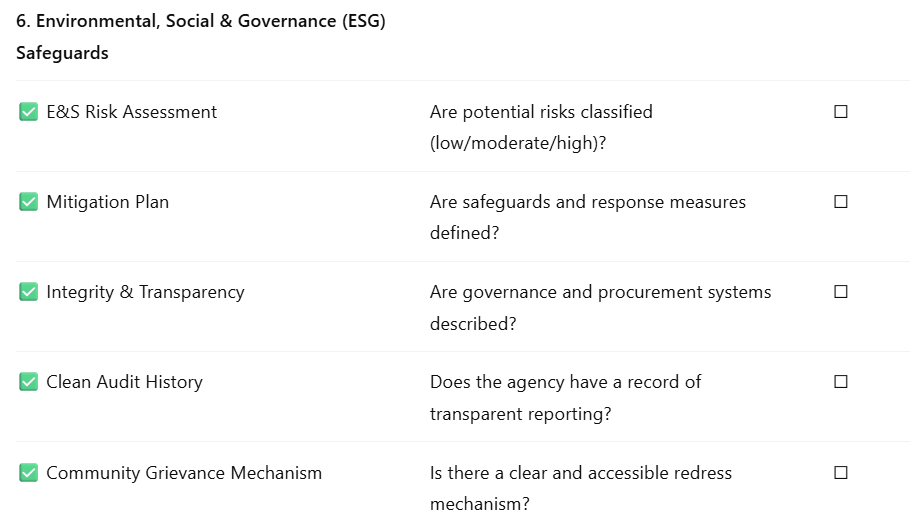 6. Environmental, Social & Governance (ESG)
Safeguards
✅ E&S Risk Assessment
Are potential risks classified
(low/moderate/high)?
☐
✅ Mitigation Plan
Are safeguards and response measures
defined?
☐
✅ Integrity & Transparency
Are governance and procurement systems
described?
☐
✅ Clean Audit History
Does the agency have a record of
transparent reporting?
☐
✅ Community Grievance Mechanism
Is there a clear and accessible redress
mechanism?
☐